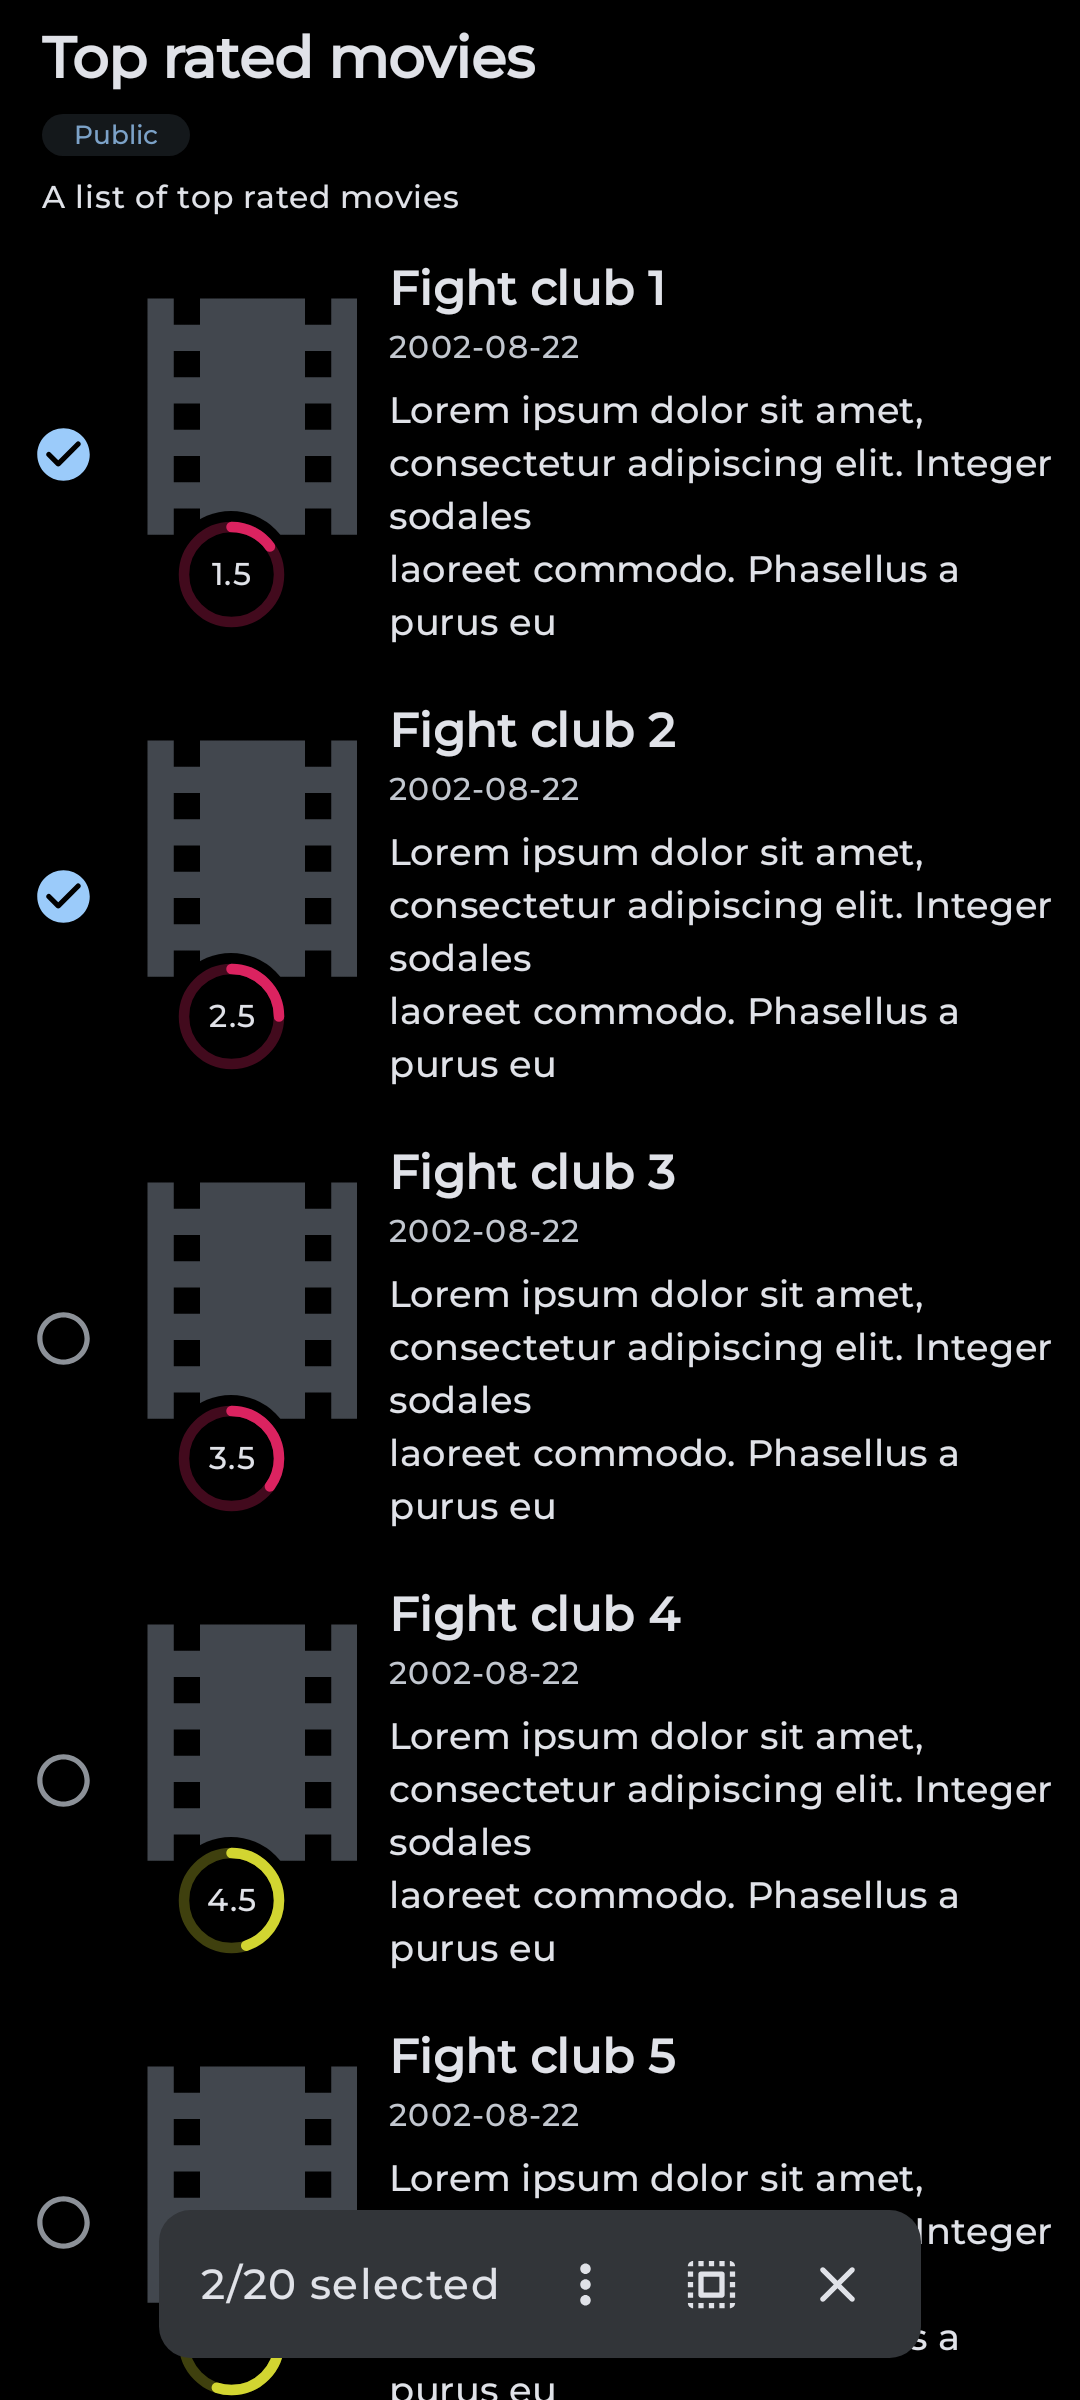 Top rated movies
Public
A list of top rated movies
Fight club 1
2002-08-22
Lorem ipsum dolor sit amet,
consectetur adipiscing elit. Integer
sodales
laoreet commodo. Phasellus a
purus eu
1.5
Fight club 2
2002-08-22
Lorem ipsum dolor sit amet,
consectetur adipiscing elit. Integer
sodales
laoreet commodo. Phasellus a
purus eu
2.5
Fight club 3
2002-08-22
Lorem ipsum dolor sit amet,
consectetur adipiscing elit. Integer
sodales
laoreet commodo. Phasellus a
purus eu
3.5
Fight club 4
2002-08-22
Lorem ipsum dolor sit amet,
consectetur adipiscing elit. Integer
sodales
laoreet commodo. Phasellus a
purus eu
4.5
Fight club 5
2002-08-22
Lorem ipsum dolor sit amet,
Integer
a
purus eu
2/20 selected